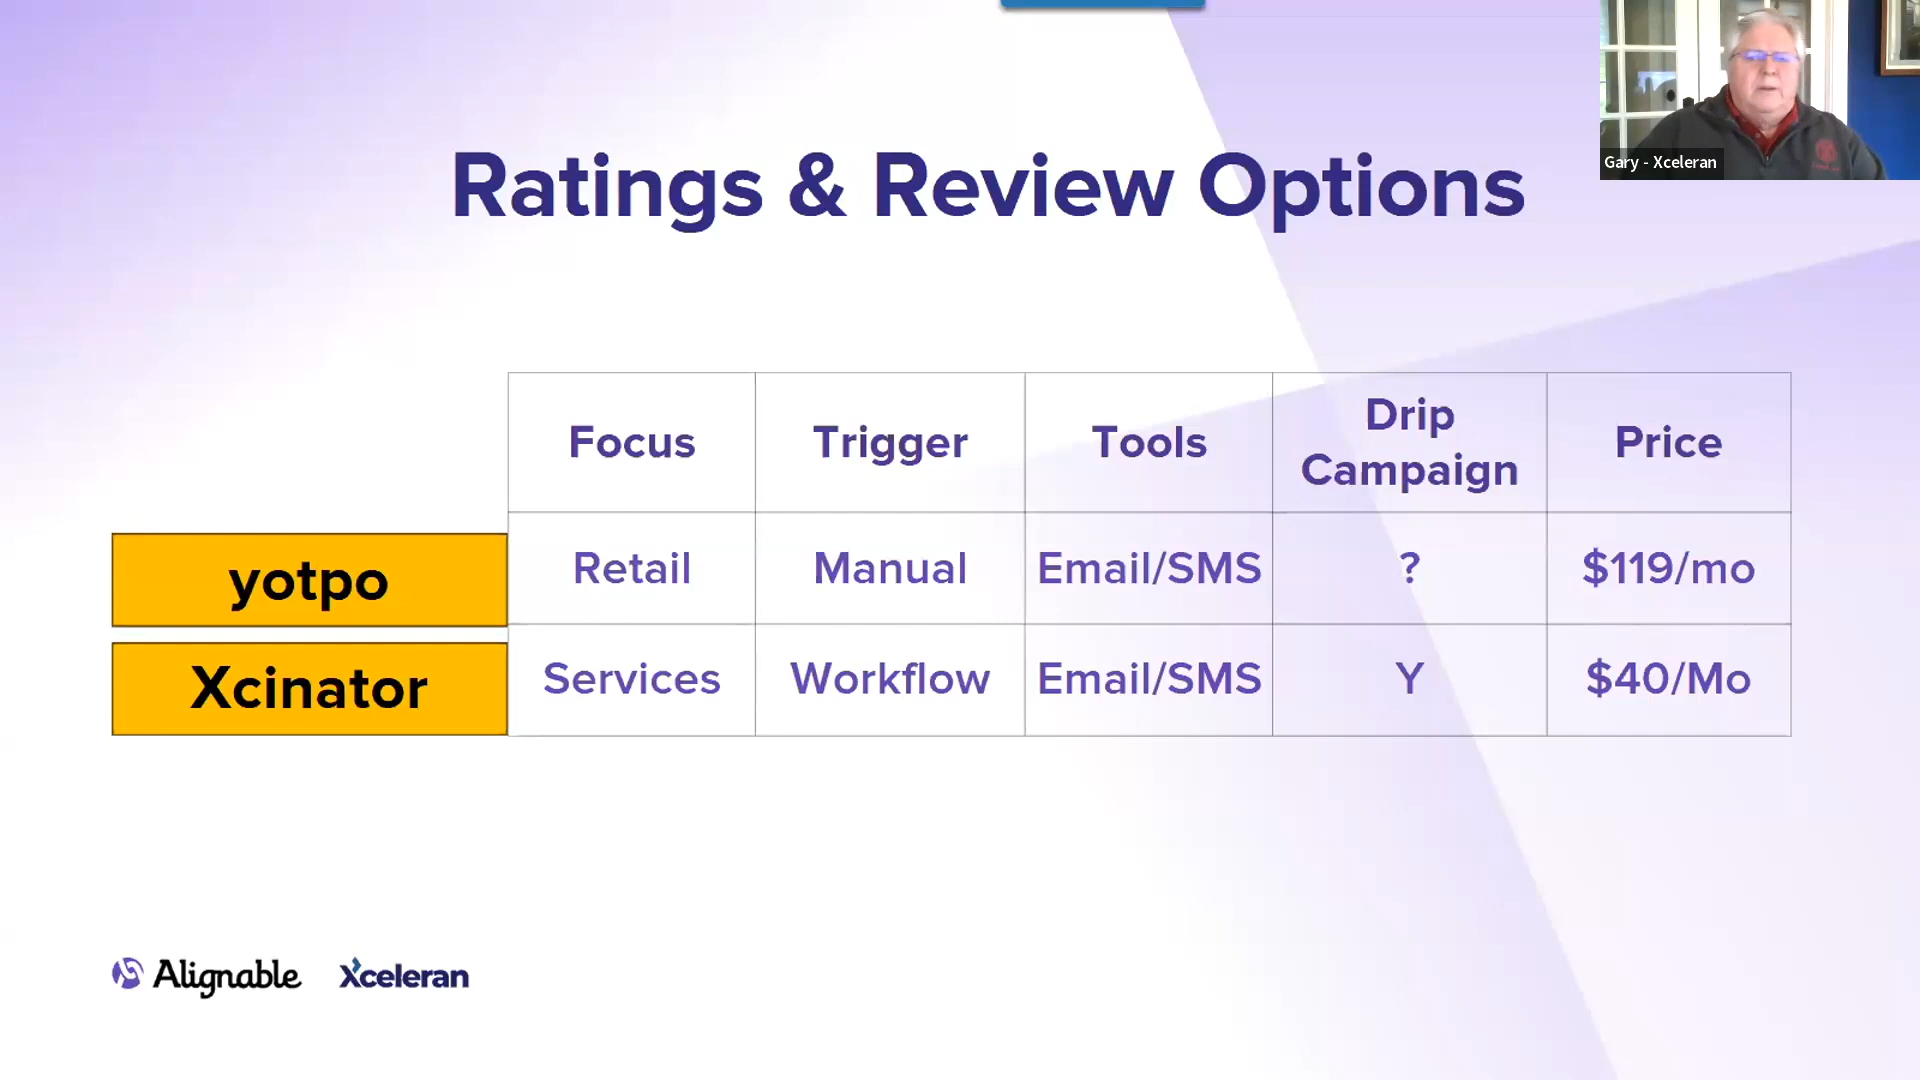 Gary - Xceleran
Ratings & Review Options
Focus Trigger Tools Drip Campaign Price
yotpo Retail Manual Email/SMS ? $119/mo
Xcinator Services Workflow Email/SMS Y $40/Mo
Alignable Xceleran